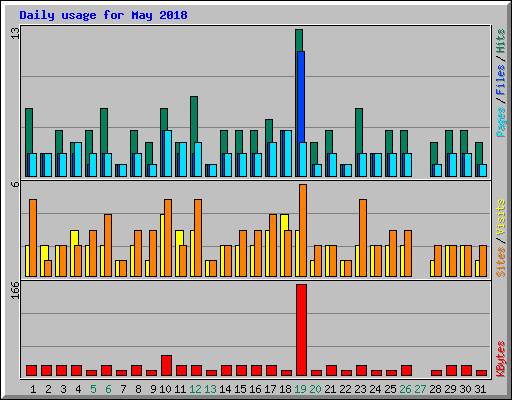 Daily usage for May 2018
13
Pages / Files / Hits
6
Sites / Visits
166
KBytes
1 2 3 4 5 6 7 8 9 10 11 12 13 14 15 16 17 18 19 20 21 22 23 24 25 26 27 28 29 30 31